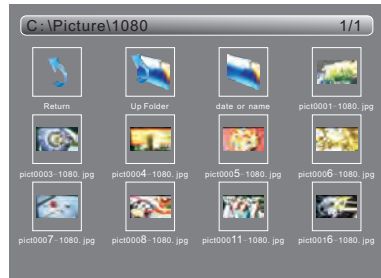 C:\Picture\1080 1/1
Return Up Folder date or name pict0001-1080. jpg
pict0003-1080. jpg pict0004-1080. jpg pict0005-1080. jpg pict0006-1080. jpg
pict0007-1080. jpg pict0008-1080. jpg pict00011-1080. jpg pict0016-1080. jpg